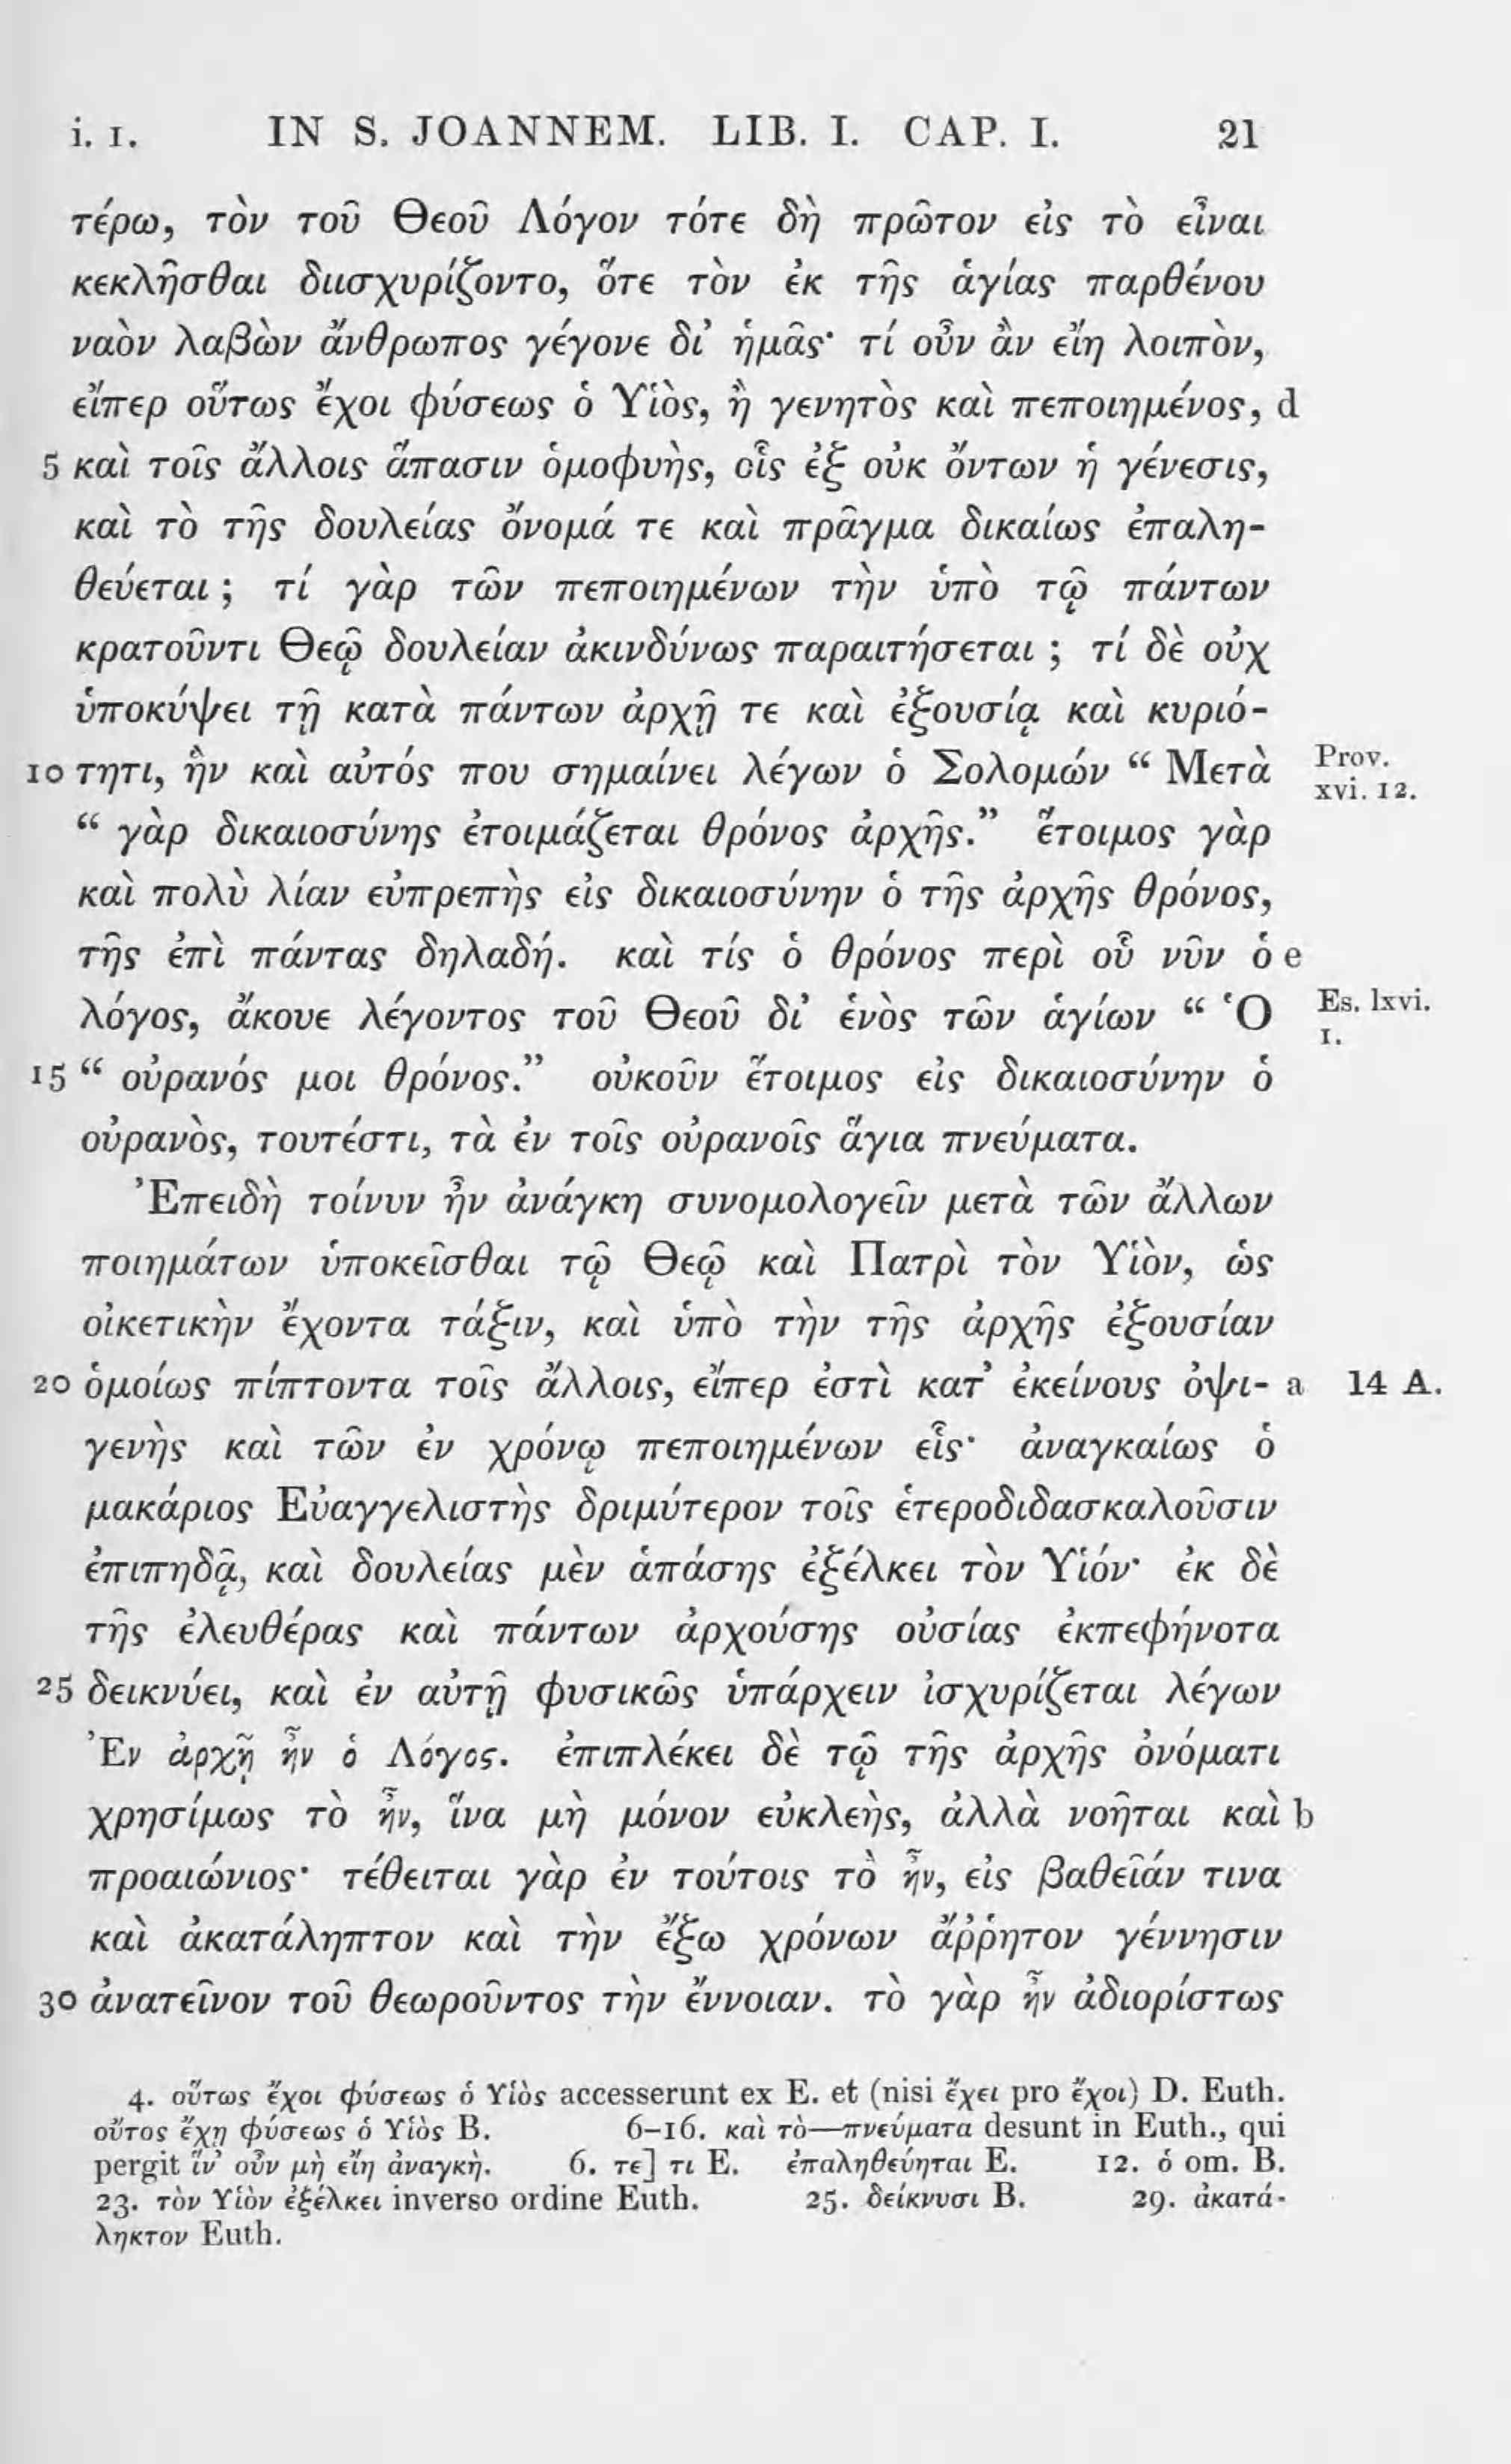 i. 1. IN S. JOANNEM. LIB. I. CAP. I. 21
τέρω, τὸν τοῦ Θεοῦ Λόγον τότε δὴ πρῶτον εἰς τὸ εἶναι
κεκλῆσθαι διισχυρίζοντο, ὅτε τὸν ἐκ τῆς ἁγίας παρθένου
ναὸν λαβὼν ἄνθρωπος γέγονε δι’ ἡμᾶς· τί οὖν ἂν εἴη λοιπὸν,
εἴπερ οὕτως ἔχοι φύσεως ὁ Υἱὸς, ἢ γενητὸς καὶ πεποιημένος, d
5 καὶ τοῖς ἄλλοις ἅπασιν ὁμοφυὴς, οἷς ἐξ οὐκ ὄντων ἡ γένεσις,
καὶ τὸ τῆς δουλείας ὄνομά τε καὶ πρᾶγμα δικαίως ἐπαλη-
θεύεται ; τί γὰρ τῶν πεποιημένων τὴν ὑπὸ τῷ πάντων
κρατοῦντι Θεῷ δουλείαν ἀκινδύνως παραιτήσεται ; τί δὲ οὐχ
ὑποκύψει τῇ κατὰ πάντων ἀρχῇ τε καὶ ἐξουσίᾳ καὶ κυριό-
10 τητι, ἣν καὶ αὐτός που σημαίνει λέγων ὁ Σολομών “ Μετὰ Prov. xvi. 12.
“ γὰρ δικαιοσύνης ἑτοιμάζεται θρόνος ἀρχῆς.” ἕτοιμος γὰρ
καὶ πολὺ λίαν εὐπρεπὴς εἰς δικαιοσύνην ὁ τῆς ἀρχῆς θρόνος,
τῆς ἐπὶ πάντας δηλαδή. καὶ τίς ὁ θρόνος περὶ οὗ νῦν ὁ e
λόγος, ἄκουε λέγοντος τοῦ Θεοῦ δι’ ἑνὸς τῶν ἁγίων “ Ὁ Es. lxvi. 1.
15 “ οὐρανός μοι θρόνος.” οὐκοῦν ἕτοιμος εἰς δικαιοσύνην ὁ
οὐρανὸς, τουτέστι, τὰ ἐν τοῖς οὐρανοῖς ἅγια πνεύματα.
Ἐπειδὴ τοίνυν ἦν ἀνάγκη συνομολογεῖν μετὰ τῶν ἄλλων
ποιημάτων ὑποκεῖσθαι τῷ Θεῷ καὶ Πατρὶ τὸν Υἱὸν, ὡς
οἰκετικὴν ἔχοντα τάξιν, καὶ ὑπὸ τὴν τῆς ἀρχῆς ἐξουσίαν
20 ὁμοίως πίπτοντα τοῖς ἄλλοις, εἴπερ ἐστὶ κατ’ ἐκείνους ὀψι- a 14 A.
γενὴς καὶ τῶν ἐν χρόνῳ πεποιημένων εἷς· ἀναγκαίως ὁ
μακάριος Εὐαγγελιστὴς δριμύτερον τοῖς ἑτεροδιδασκαλοῦσιν
ἐπιπηδᾷ, καὶ δουλείας μὲν ἁπάσης ἐξέλκει τὸν Υἱόν· ἐκ δὲ
τῆς ἐλευθέρας καὶ πάντων ἀρχούσης οὐσίας ἐκπεφήνοτα
25 δεικνύει, καὶ ἐν αὐτῇ φυσικῶς ὑπάρχειν ἰσχυρίζεται λέγων
Ἐν ἀρχῇ ἦν ὁ Λόγος. ἐπιπλέκει δὲ τῷ τῆς ἀρχῆς ὀνόματι
χρησίμως τὸ ἦν, ἵνα μὴ μόνον εὐκλεὴς, ἀλλὰ νοῆται καὶ b
προαιώνιος· τέθειται γὰρ ἐν τούτοις τὸ ἦν, εἰς βαθεῖάν τινα
καὶ ἀκατάληπτον καὶ τὴν ἔξω χρόνων ἄῤῥητον γέννησιν
30 ἀνατεῖνον τοῦ θεωροῦντος τὴν ἔννοιαν. τὸ γὰρ ἦν ἀδιορίστως
4. οὕτως ἔχοι φύσεως ὁ Υἱὸς accesserunt ex E. et (nisi ἔχει pro ἔχοι) D. Euth.
οὗτος ἔχῃ φύσεως ὁ Υἱὸς B. 6–16. καὶ τὸ—πνεύματα desunt in Euth., qui
pergit ἵν’ οὖν μὴ εἴη ἀναγκὴ. 6. τε] τι E. ἐπαληθεύηται E. 12. ὁ om. B.
23. τὸν Υἱὸν ἐξέλκει inverso ordine Euth. 25. δείκνυσι B. 29. ἀκατά-
ληκτον Euth.